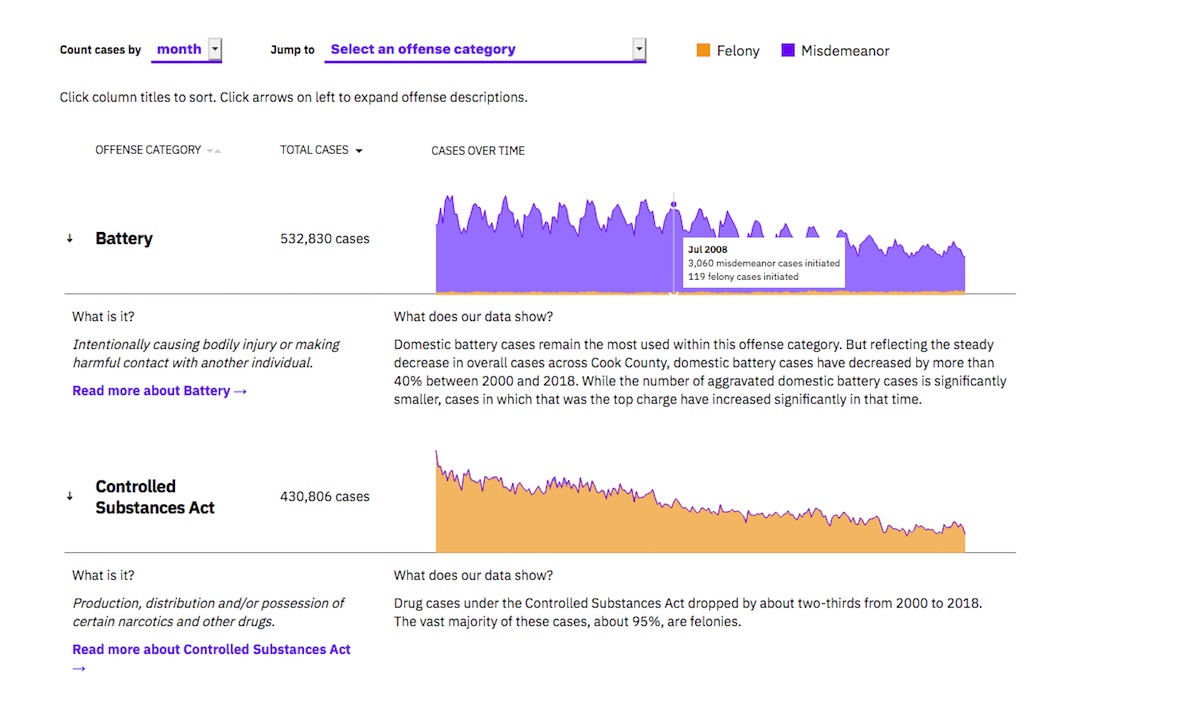 Count cases by month Jump to Select an offense category Felony Misdemeanor
Click column titles to sort. Click arrows on left to expand offense descriptions.
OFFENSE CATEGORY TOTAL CASES CASES OVER TIME
↓ Battery 532,830 cases
Jul 2008
3,060 misdemeanor cases initiated
119 felony cases initiated
What is it?
Intentionally causing bodily injury or making
harmful contact with another individual.
Read more about Battery →
What does our data show?
Domestic battery cases remain the most used within this offense category. But reflecting the steady
decrease in overall cases across Cook County, domestic battery cases have decreased by more than
40% between 2000 and 2018. While the number of aggravated domestic battery cases is significantly
smaller, cases in which that was the top charge have increased significantly in that time.
↓ Controlled
Substances Act
430,806 cases
What is it?
Production, distribution and/or possession of
certain narcotics and other drugs.
Read more about Controlled Substances Act
→
What does our data show?
Drug cases under the Controlled Substances Act dropped by about two-thirds from 2000 to 2018.
The vast majority of these cases, about 95%, are felonies.